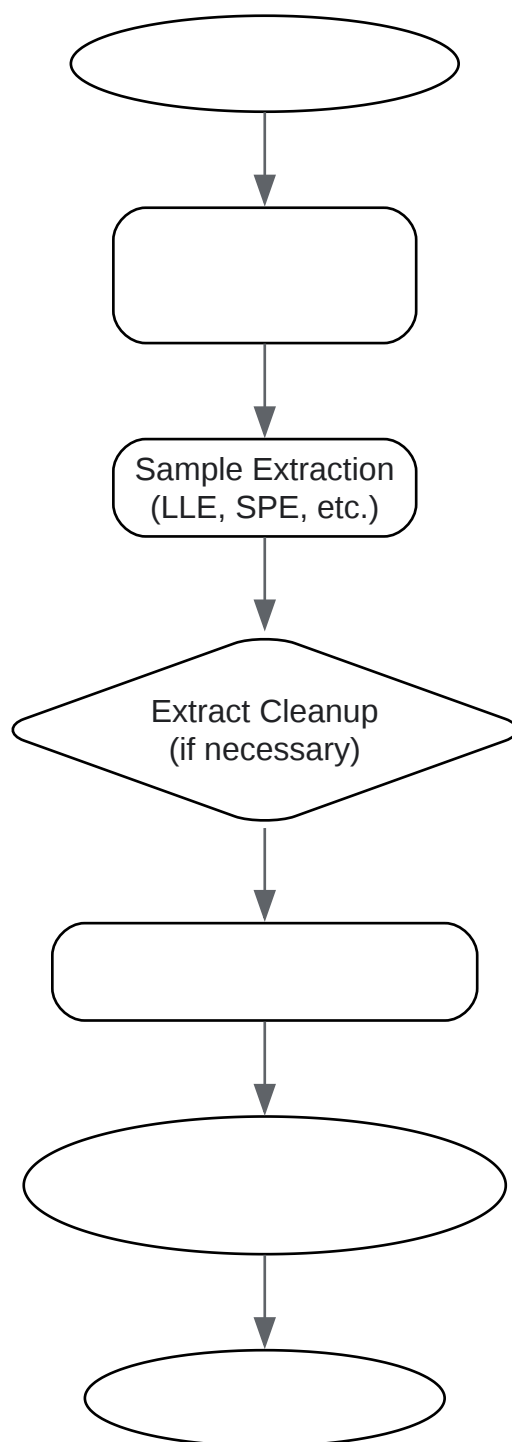 Sample Extraction
(LLE, SPE, etc.)
Extract Cleanup
(if necessary)